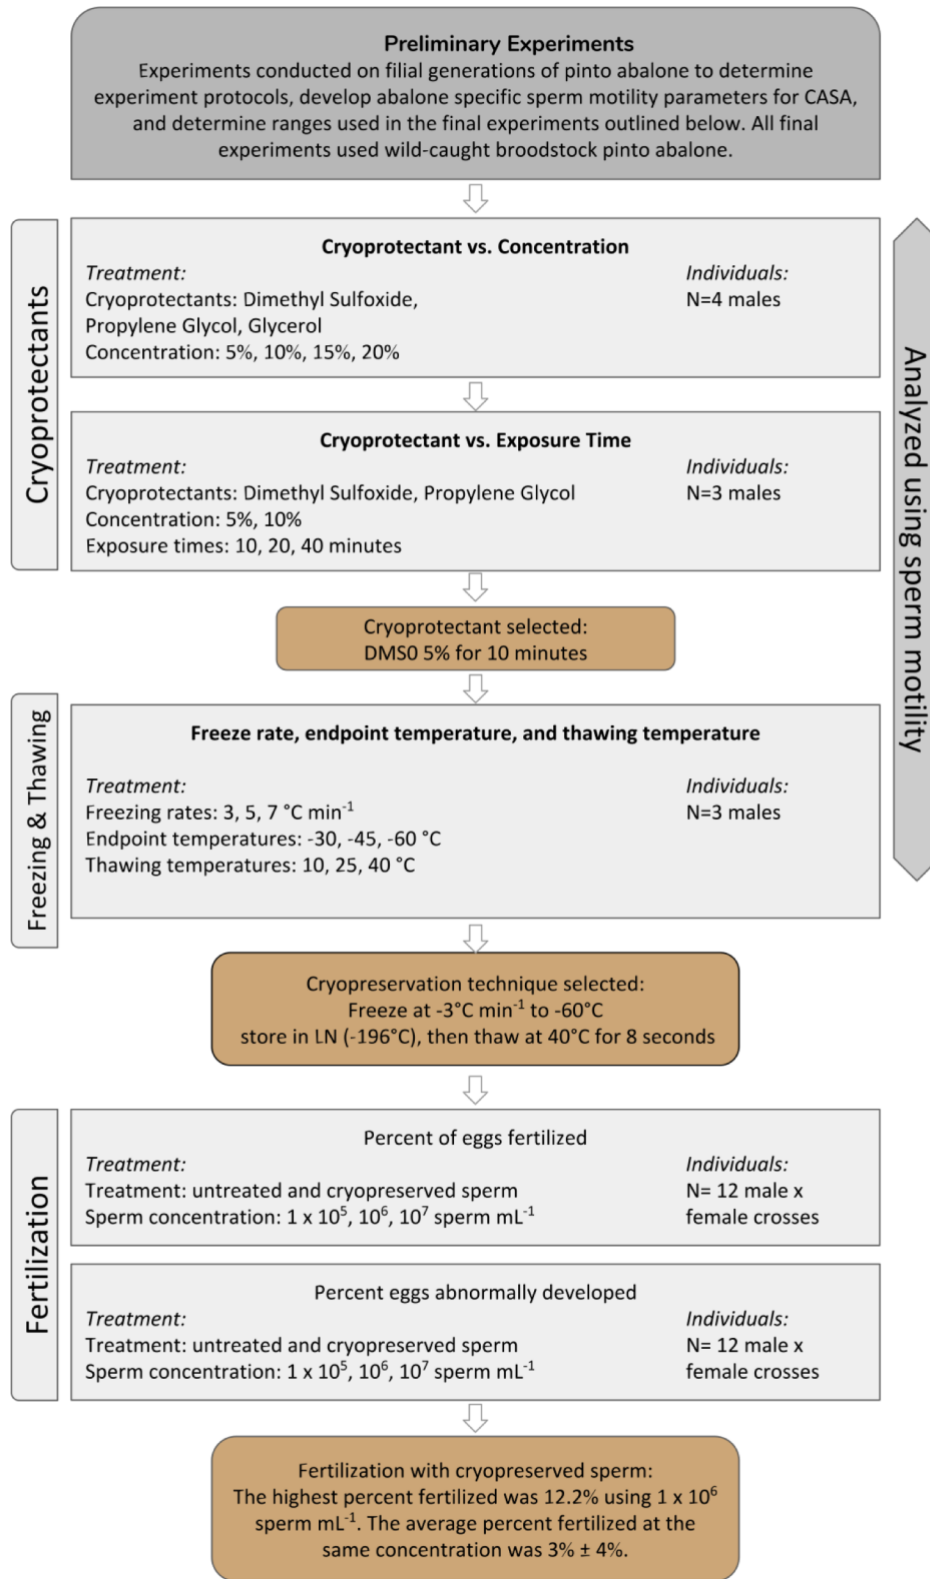 Preliminary Experiments
Experiments conducted on filial generations of pinto abalone to determine
experiment protocols, develop abalone specific sperm motility parameters for CASA,
and determine ranges used in the final experiments outlined below. All final
experiments used wild-caught broodstock pinto abalone.
Cryoprotectants
Cryoprotectant vs. Concentration
Treatment:
Cryoprotectants: Dimethyl Sulfoxide,
Propylene Glycol, Glycerol
Concentration: 5%, 10%, 15%, 20%
Individuals:
N=4 males
Cryoprotectant vs. Exposure Time
Treatment:
Cryoprotectants: Dimethyl Sulfoxide, Propylene Glycol
Concentration: 5%, 10%
Exposure times: 10, 20, 40 minutes
Individuals:
N=3 males
Analyzed using sperm motility
Cryoprotectant selected:
DMS0 5% for 10 minutes
Freezing & Thawing
Freeze rate, endpoint temperature, and thawing temperature
Treatment:
Freezing rates: 3, 5, 7 °C min⁻¹
Endpoint temperatures: -30, -45, -60 °C
Thawing temperatures: 10, 25, 40 °C
Individuals:
N=3 males
Cryopreservation technique selected:
Freeze at -3°C min⁻¹ to -60°C
store in LN (-196°C), then thaw at 40°C for 8 seconds
Fertilization
Percent of eggs fertilized
Treatment:
Treatment: untreated and cryopreserved sperm
Sperm concentration: 1 x 10⁵, 10⁶, 10⁷ sperm mL⁻¹
Individuals:
N= 12 male x
female crosses
Percent eggs abnormally developed
Treatment:
Treatment: untreated and cryopreserved sperm
Sperm concentration: 1 x 10⁵, 10⁶, 10⁷ sperm mL⁻¹
Individuals:
N= 12 male x
female crosses
Fertilization with cryopreserved sperm:
The highest percent fertilized was 12.2% using 1 x 10⁶
sperm mL⁻¹. The average percent fertilized at the
same concentration was 3% ± 4%.